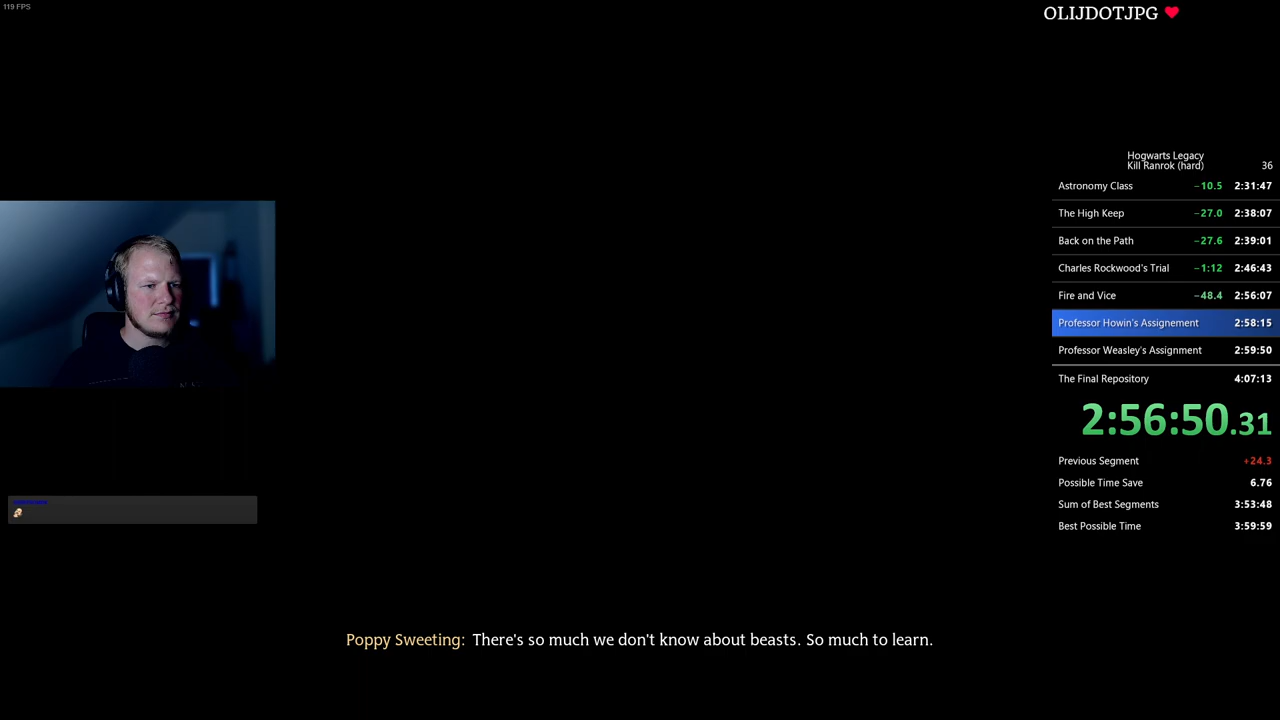 119 FPS
OLIJDOTJPG
Hogwarts Legacy
Kill Ranrok (hard) 36
Astronomy Class −10.5 2:31:47
The High Keep −27.0 2:38:07
Back on the Path −27.6 2:39:01
Charles Rockwood's Trial −1:12 2:46:43
Fire and Vice −48.4 2:56:07
Professor Howin's Assignement 2:58:15
Professor Weasley's Assignment 2:59:50
The Final Repository 4:07:13
2:56:50.31
Previous Segment +24.3
Possible Time Save 6.76
Sum of Best Segments 3:53:48
Best Possible Time 3:59:59
Poppy Sweeting: There's so much we don't know about beasts. So much to learn.